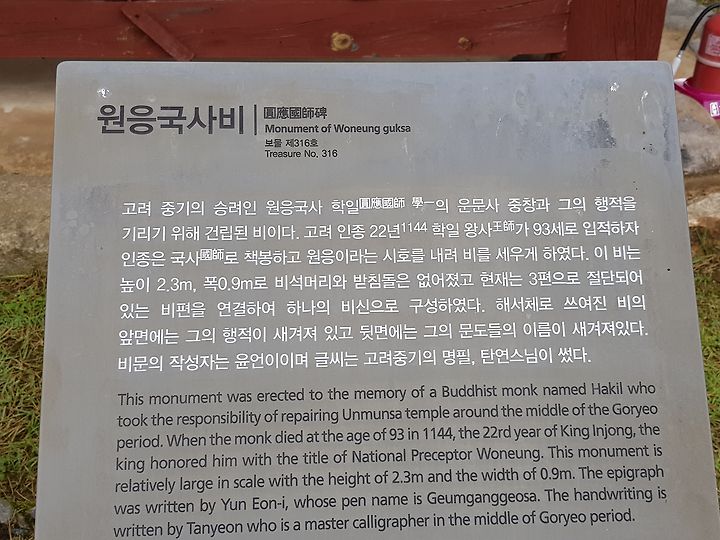 원응국사비
圓應國師碑
Monument of Woneung guksa
보물 제316호
Treasure No. 316
고려 중기의 승려인 원응국사 학일圓應國師 學一의 운문사 중창과 그의 행적을
기리기 위해 건립된 비이다. 고려 인종 22년1144 학일 왕사王師가 93세로 입적하자
인종은 국사國師로 책봉하고 원응이라는 시호를 내려 비를 세우게 하였다. 이 비는
높이 2.3m, 폭0.9m로 비석머리와 받침돌은 없어졌고 현재는 3편으로 절단되어
있는 비편을 연결하여 하나의 비신으로 구성하였다. 해서체로 쓰여진 비의
앞면에는 그의 행적이 새겨져 있고 뒷면에는 그의 문도들의 이름이 새겨져있다.
비문의 작성자는 윤언이이며 글씨는 고려중기의 명필, 탄연스님이 썼다.
This monument was erected to the memory of a Buddhist monk named Hakil who
took the responsibility of repairing Unmunsa temple around the middle of the Goryeo
period. When the monk died at the age of 93 in 1144, the 22rd year of King Injong, the
king honored him with the title of National Preceptor Woneung. This monument is
relatively large in scale with the height of 2.3m and the width of 0.9m. The epigraph
was written by Yun Eon-i, whose pen name is Geumganggeosa. The handwriting is
written by Tanyeon who is a master calligrapher in the middle of Goryeo period.